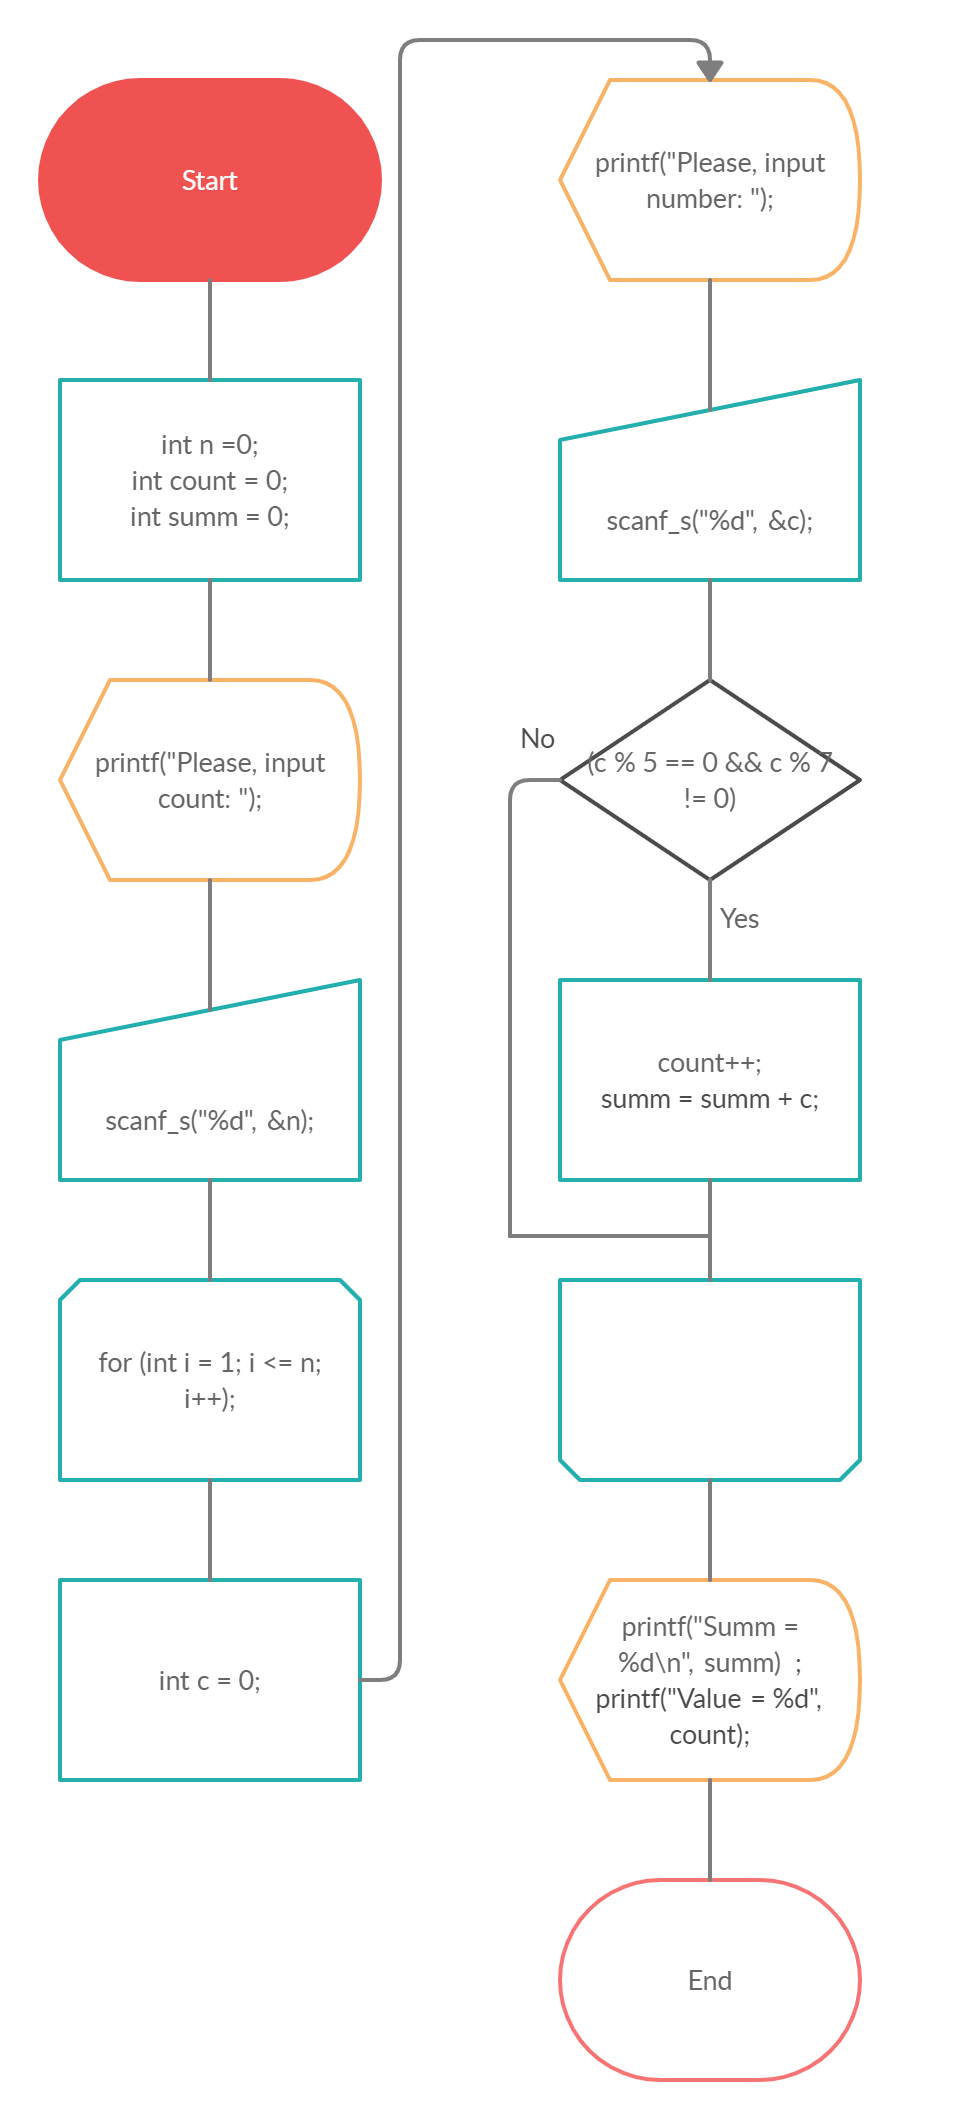 Start
int n =0;
int count = 0;
int summ = 0;
printf("Please, input
count: ");
scanf_s("%d", &n);
for (int i = 1; i <= n;
i++);
int c = 0;
printf("Please, input
number: ");
scanf_s("%d", &c);
No
(c % 5 == 0 && c % 7
!= 0)
Yes
count++;
summ = summ + c;
printf("Summ =
%d\n", summ) ;
printf("Value = %d",
count);
End